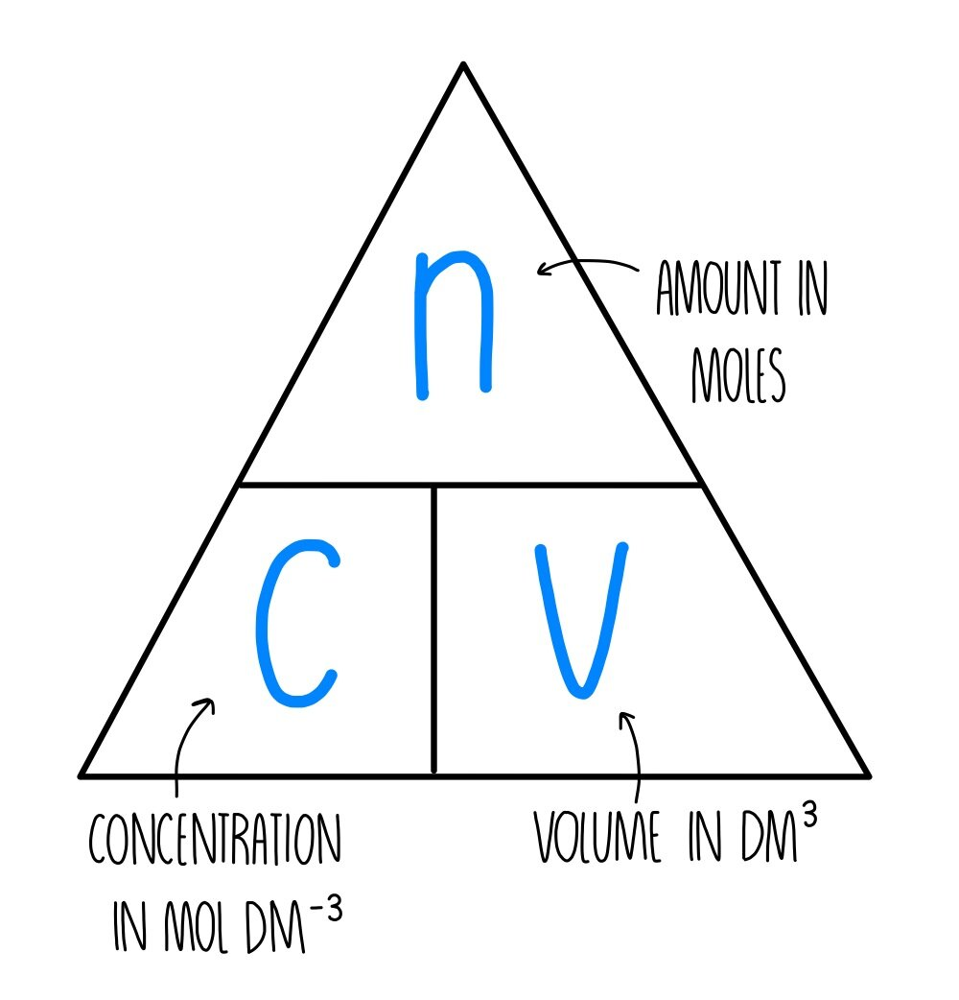 n
AMOUNT IN
MOLES
C
V
CONCENTRATION
IN MOL DM⁻³
VOLUME IN DM³